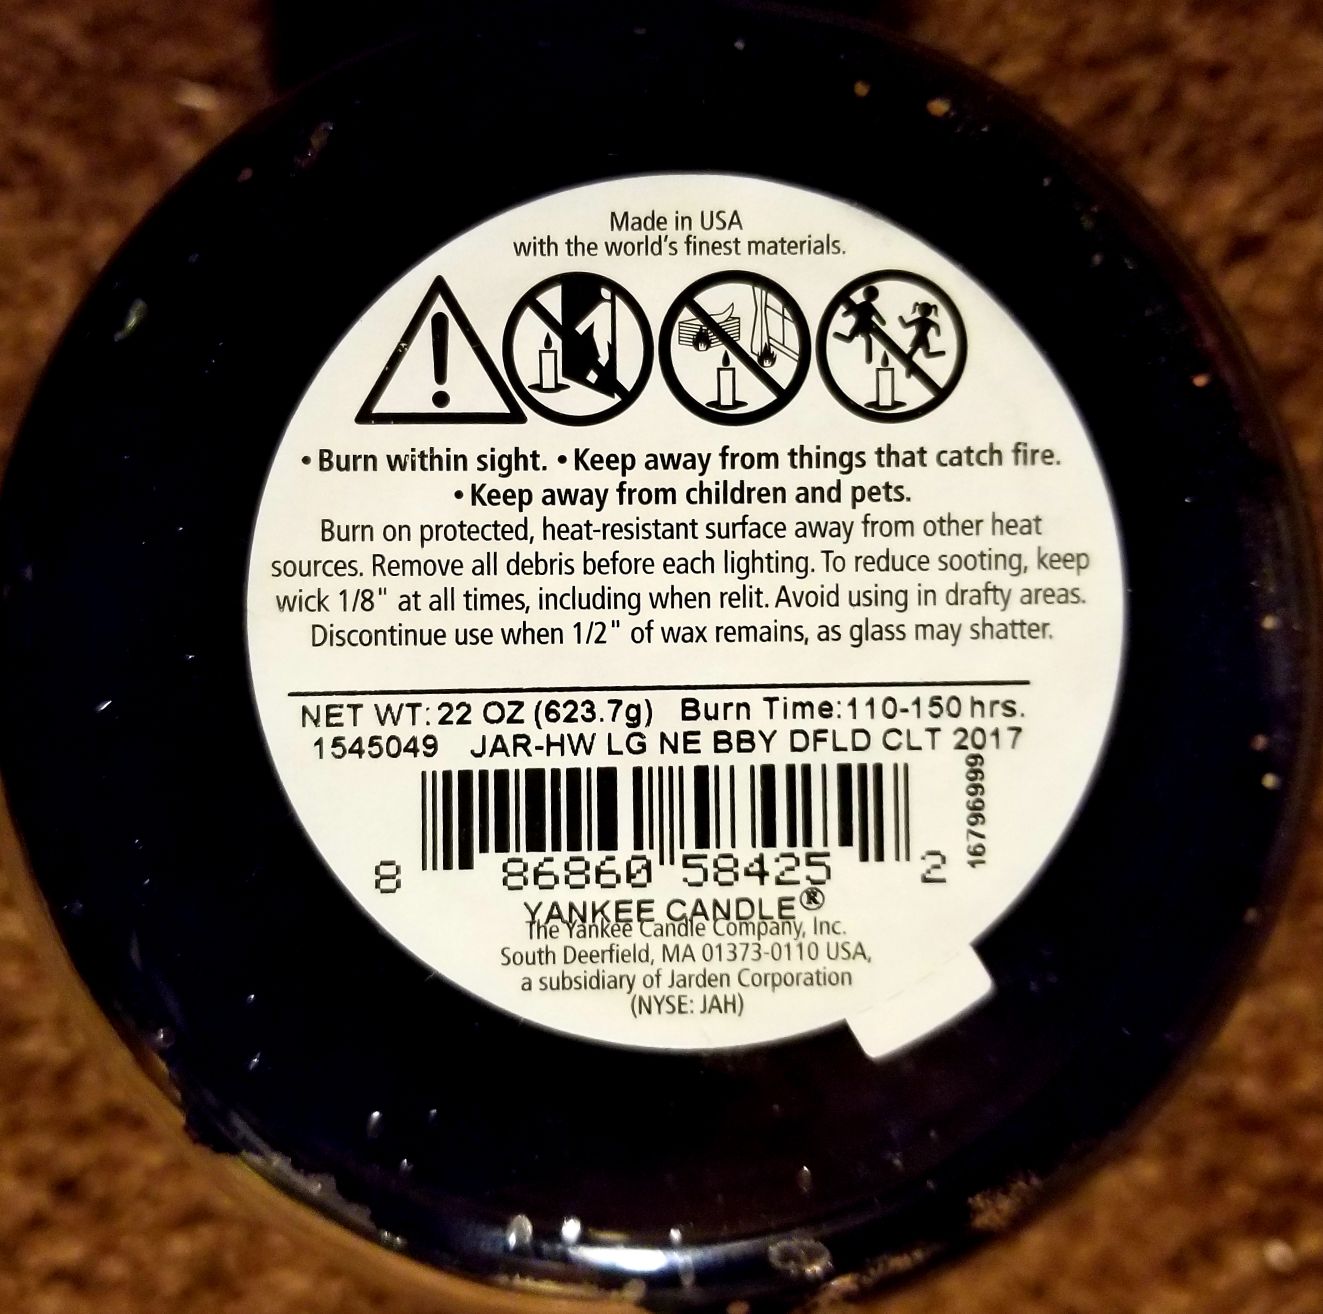 Made in USA
with the world's finest materials.
• Burn within sight. • Keep away from things that catch fire.
• Keep away from children and pets.
Burn on protected, heat-resistant surface away from other heat
sources. Remove all debris before each lighting. To reduce sooting, keep
wick 1/8" at all times, including when relit. Avoid using in drafty areas.
Discontinue use when 1/2" of wax remains, as glass may shatter.
NET WT: 22 OZ (623.7g) Burn Time:110-150 hrs.
1545049 JAR-HW LG NE BBY DFLD CLT 2017
167969991
8 86860 58425 2
YANKEE CANDLE®
The Yankee Candle Company, Inc.
South Deerfield, MA 01373-0110 USA,
a subsidiary of Jarden Corporation
(NYSE: JAH)